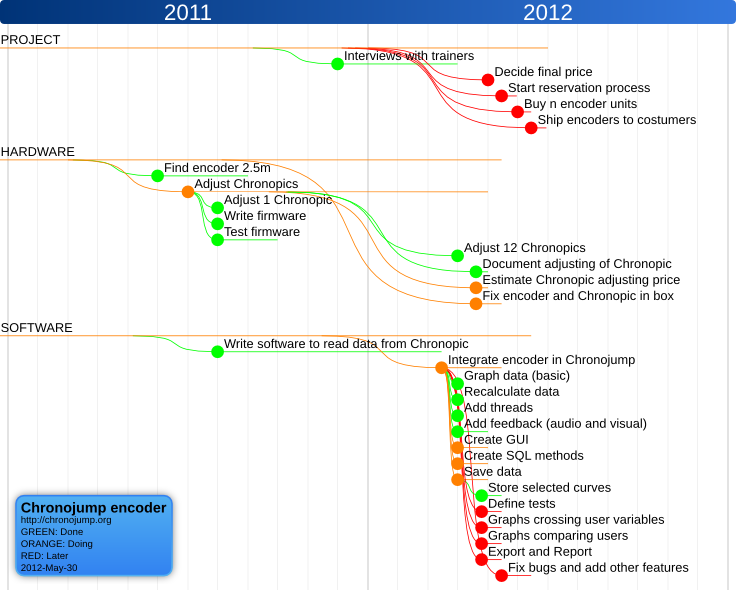 2011 2012
PROJECT
Interviews with trainers
Decide final price
Start reservation process
Buy n encoder units
Ship encoders to costumers
HARDWARE
Find encoder 2.5m
Adjust Chronopics
Adjust 1 Chronopic
Write firmware
Test firmware
Adjust 12 Chronopics
Document adjusting of Chronopic
Estimate Chronopic adjusting price
Fix encoder and Chronopic in box
SOFTWARE
Write software to read data from Chronopic
Integrate encoder in Chronojump
Graph data (basic)
Recalculate data
Add threads
Add feedback (audio and visual)
Create GUI
Create SQL methods
Save data
Store selected curves
Define tests
Graphs crossing user variables
Graphs comparing users
Export and Report
Fix bugs and add other features
Chronojump encoder
http://chronojump.org
GREEN: Done
ORANGE: Doing
RED: Later
2012-May-30